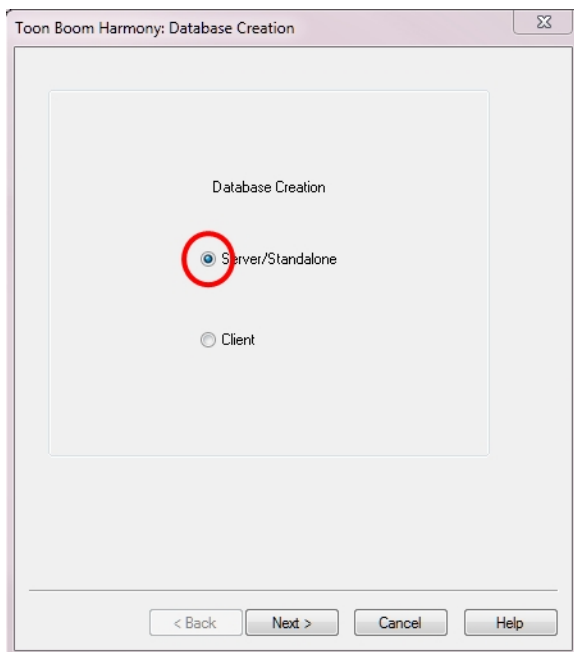 Toon Boom Harmony: Database Creation
Database Creation
Server/Standalone
Client
< Back Next > Cancel Help